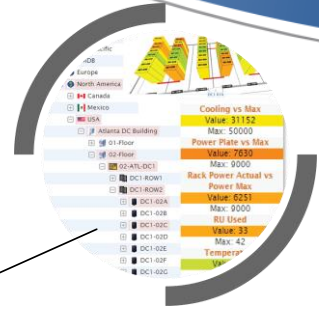 Europe
North America
Canada
Mexico
USA
Atlanta DC Building
01-Floor
02-Floor
02-ATL-DC1
DC1-ROW1
DC1-ROW2
DC1-02A
DC1-02B
DC1-02C
DC1-02D
DC1-02E
DC1-02F
DC1-02G
Cooling vs Max
Value: 31152
Max: 50000
Power Plate vs Max
Value: 7630
Max: 9000
Rack Power Actual vs
Power Max
Value: 6251
Max: 9000
RU Used
Value: 33
Max: 42